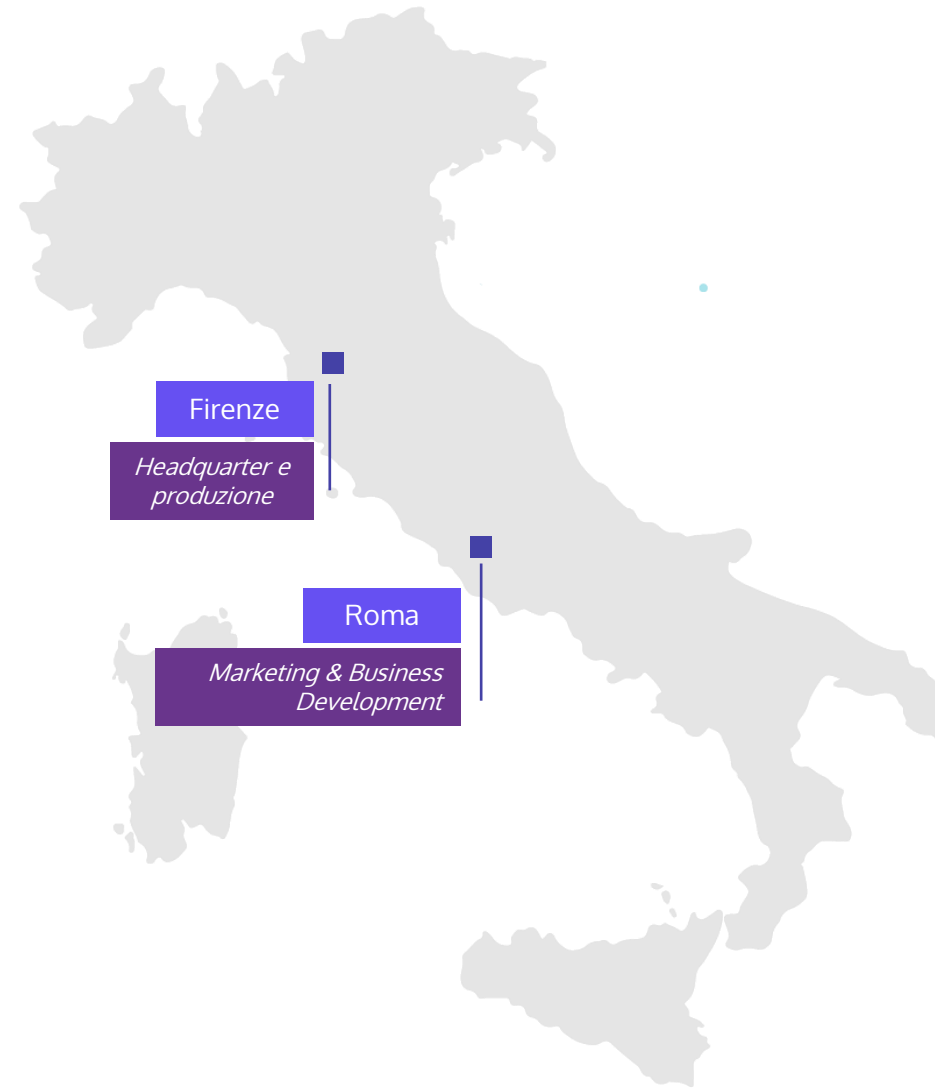 Firenze
Headquarter e
produzione
Roma
Marketing & Business
Development